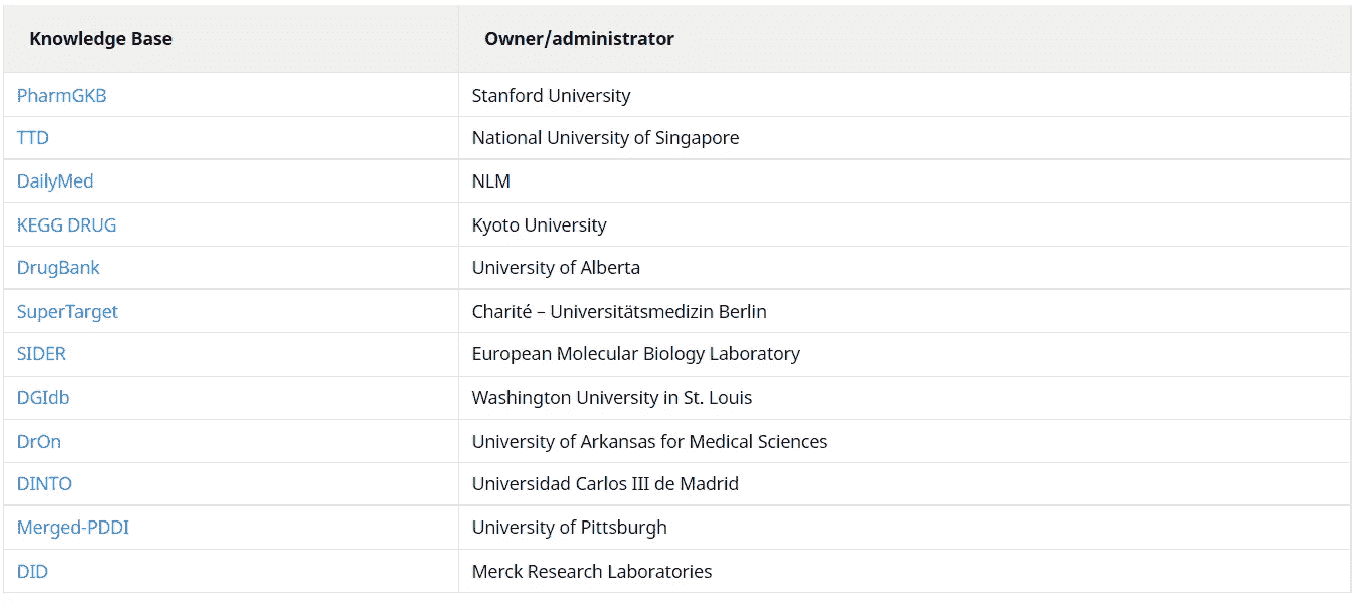 Knowledge Base Owner/administrator
PharmGKB Stanford University
TTD National University of Singapore
DailyMed NLM
KEGG DRUG Kyoto University
DrugBank University of Alberta
SuperTarget Charité – Universitätsmedizin Berlin
SIDER European Molecular Biology Laboratory
DGIdb Washington University in St. Louis
DrOn University of Arkansas for Medical Sciences
DINTO Universidad Carlos III de Madrid
Merged-PDDI University of Pittsburgh
DID Merck Research Laboratories